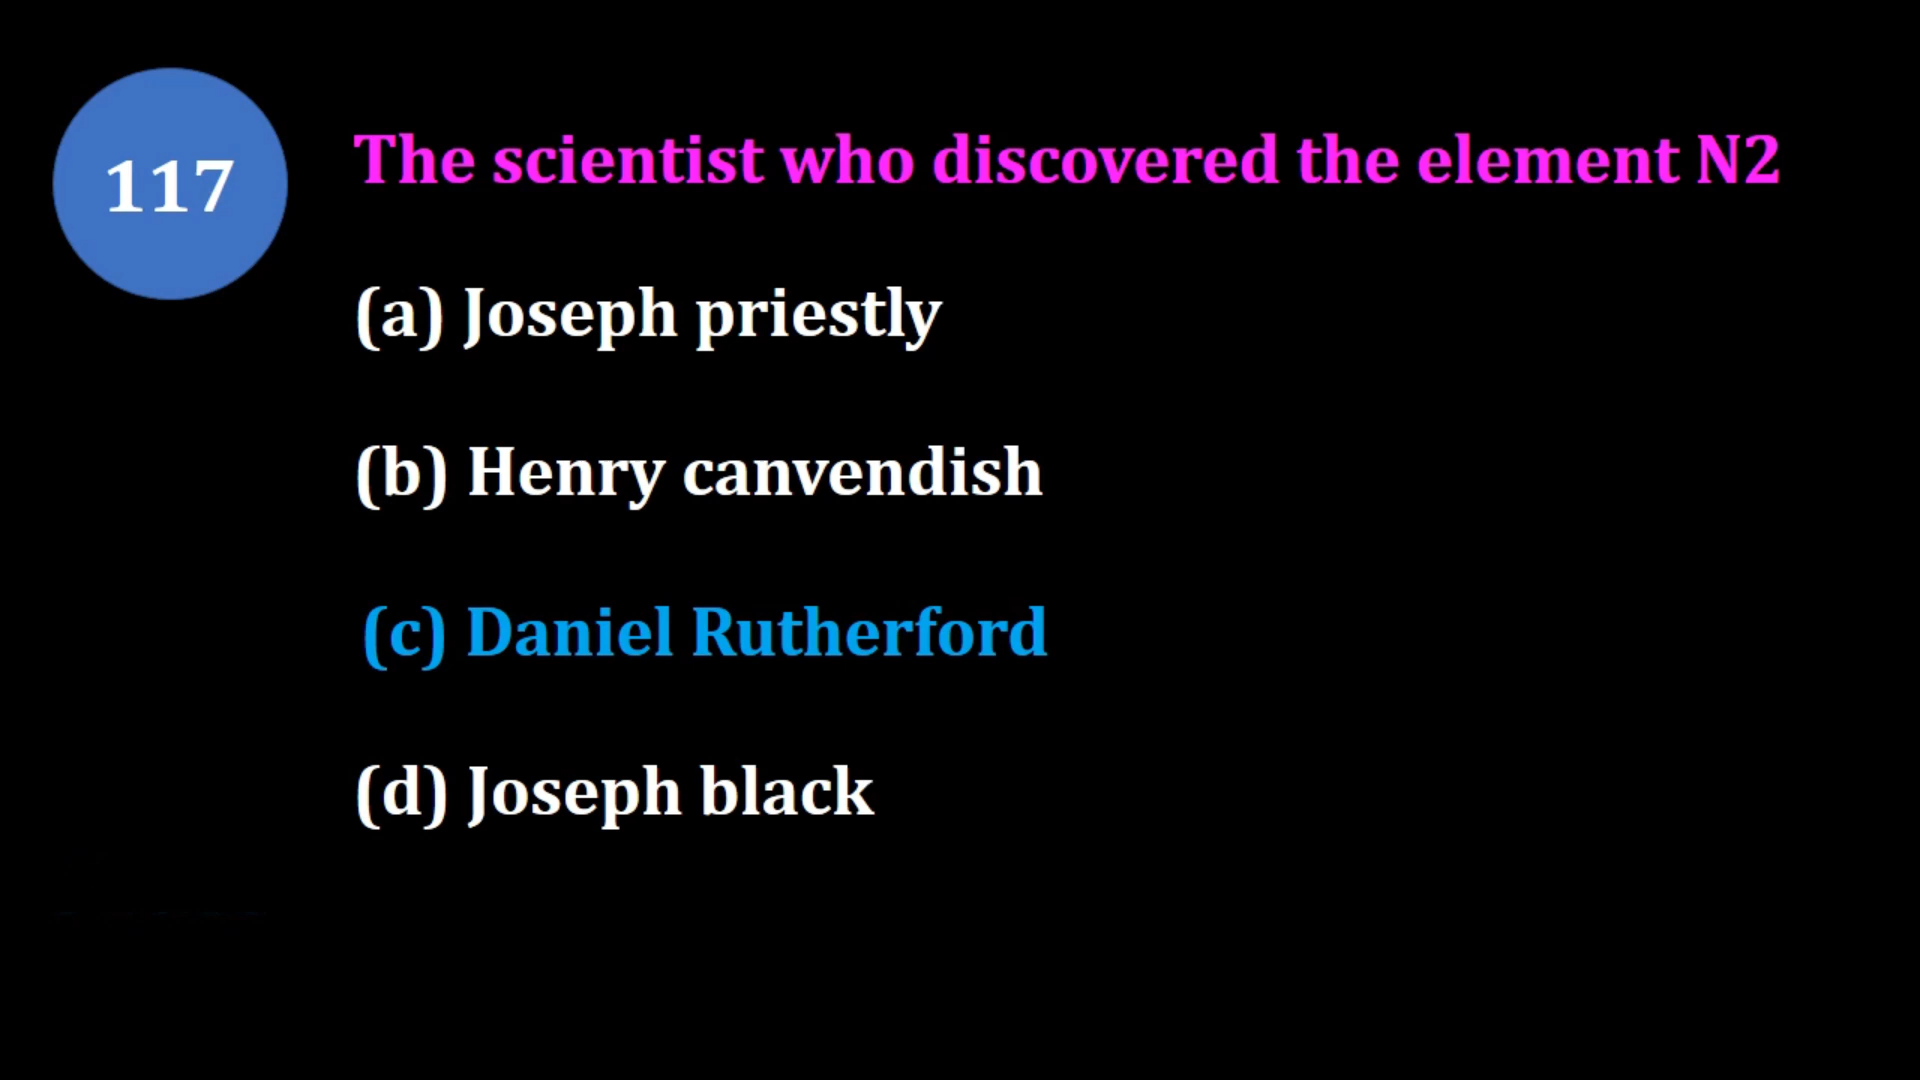 117
The scientist who discovered the element N2
(a) Joseph priestly
(b) Henry canvendish
(c) Daniel Rutherford
(d) Joseph black